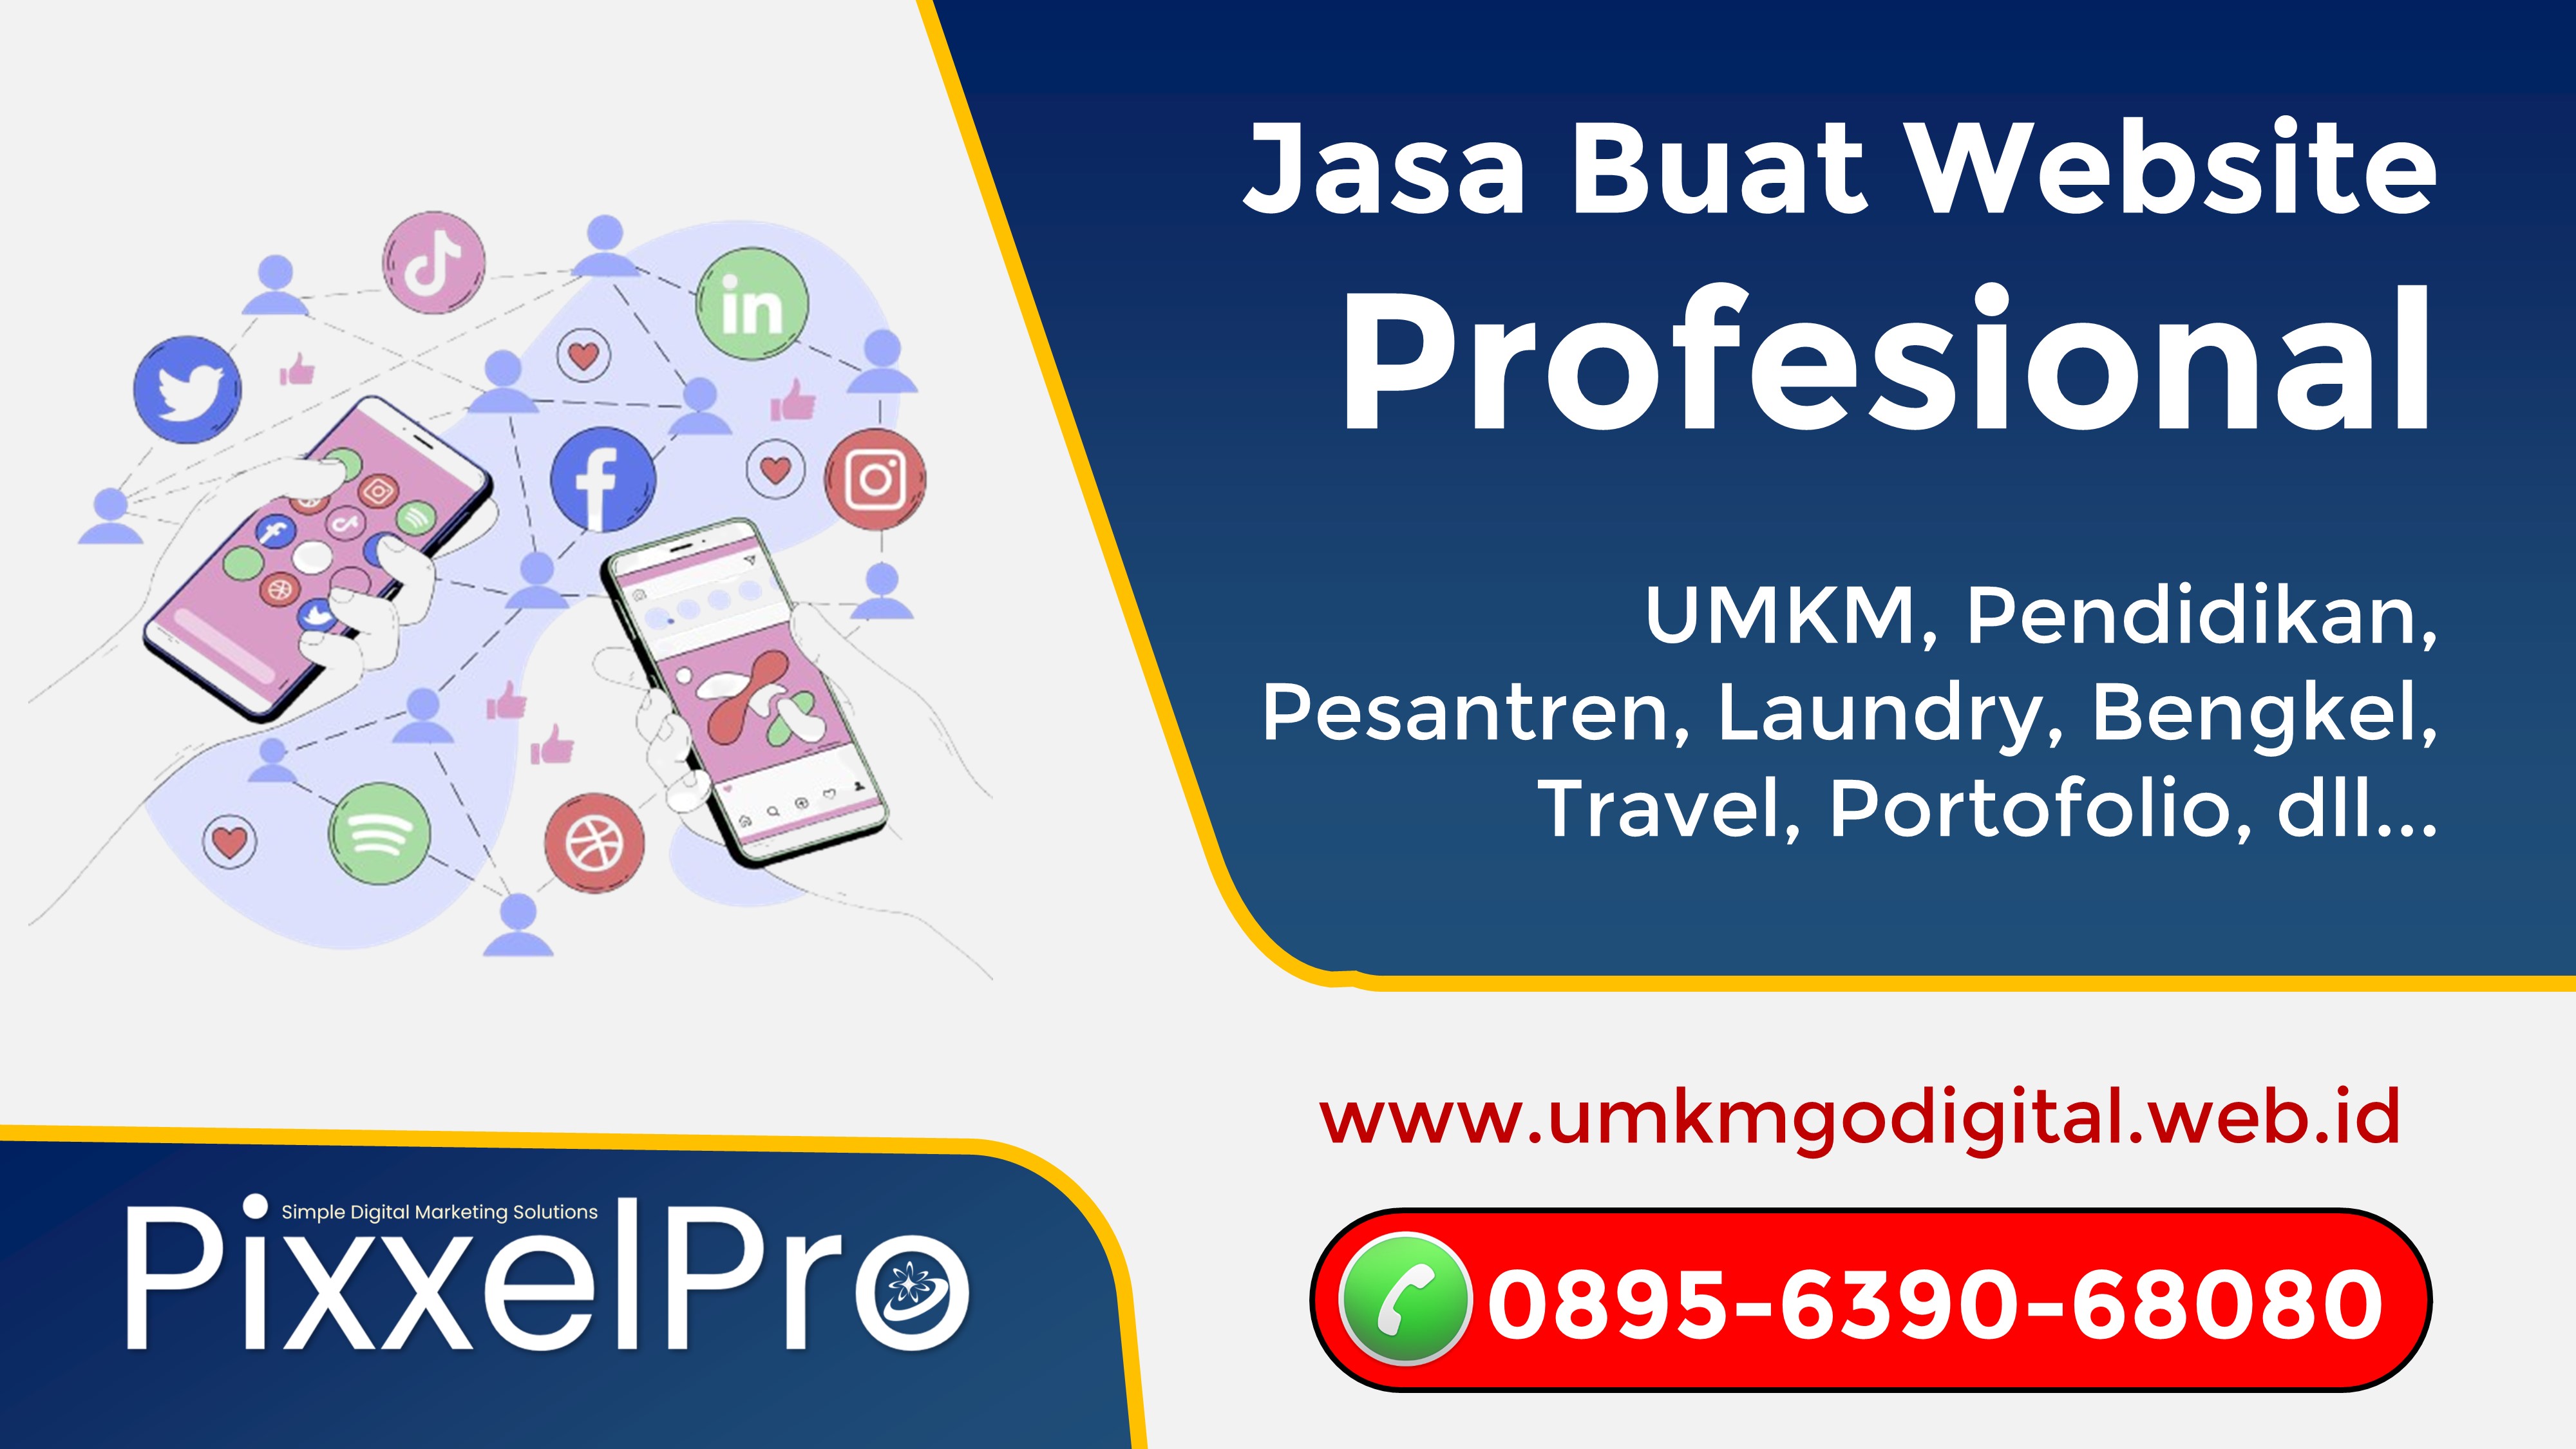 Jasa Buat Website
Profesional
UMKM, Pendidikan,
Pesantren, Laundry, Bengkel,
Travel, Portofolio, dll...
www.umkmgodigital.web.id
0895-6390-68080
Simple Digital Marketing Solutions
PixxelPro
in